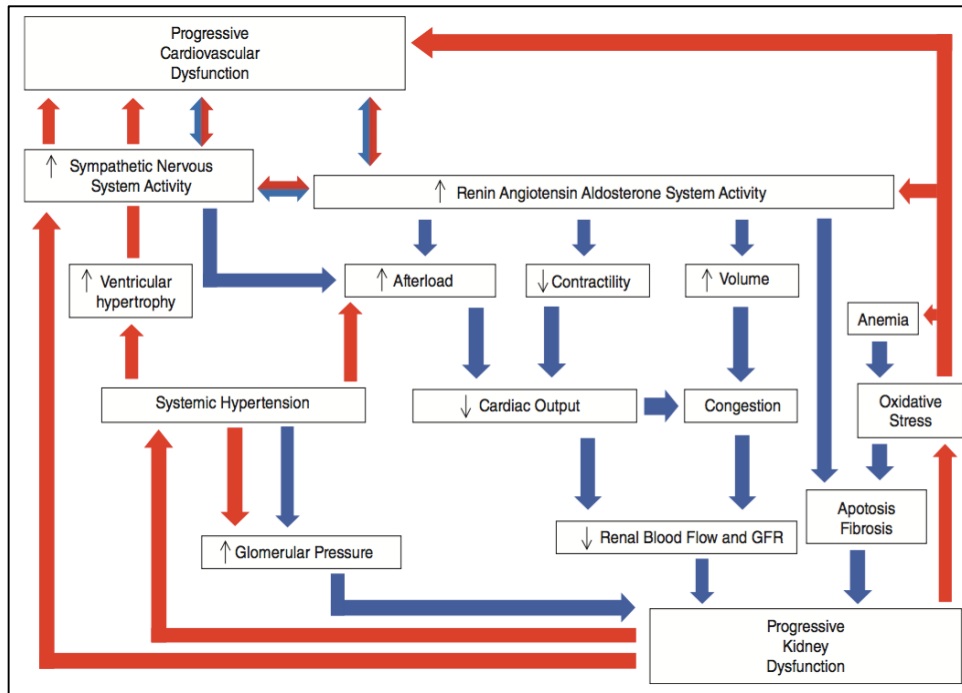 Progressive
Cardiovascular
Dysfunction
↑ Sympathetic Nervous
System Activity
↑ Renin Angiotensin Aldosterone System Activity
↑ Ventricular
hypertrophy
↑ Afterload
↓ Contractility
↑ Volume
Anemia
Systemic Hypertension
↓ Cardiac Output
Congestion
Oxidative
Stress
↑ Glomerular Pressure
↓ Renal Blood Flow and GFR
Apotosis
Fibrosis
Progressive
Kidney
Dysfunction